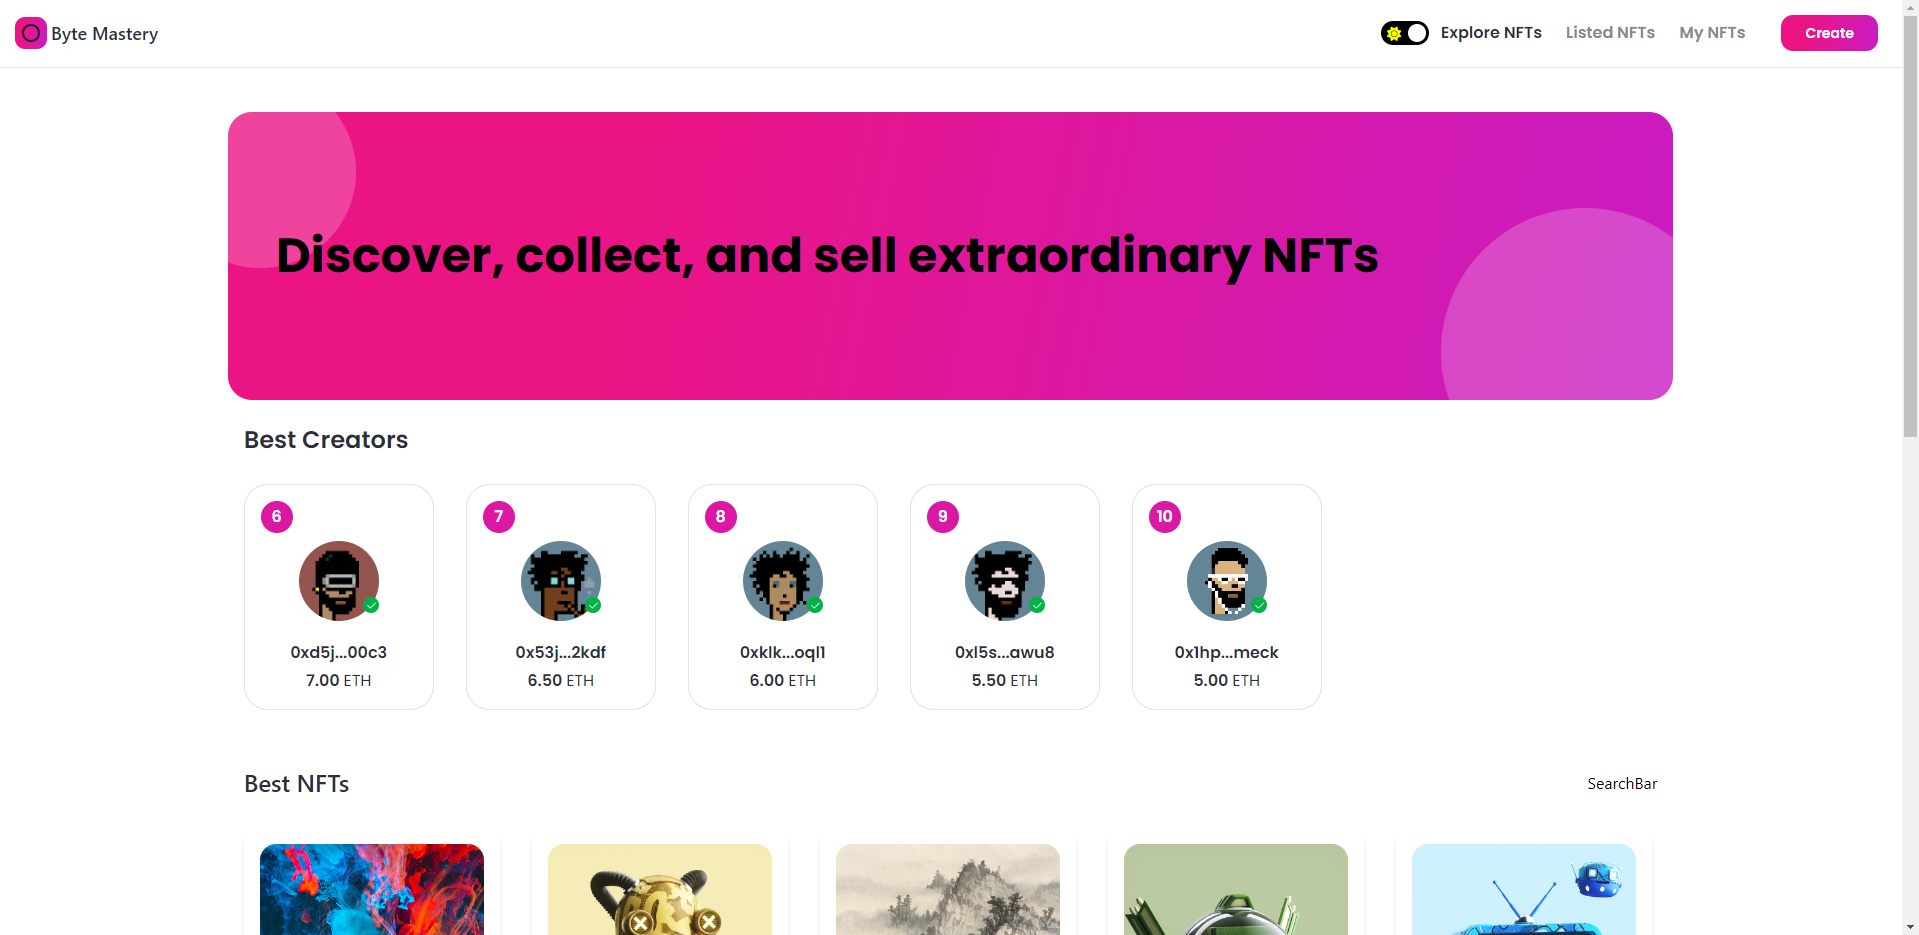 Byte Mastery
Explore NFTs
Listed NFTs
My NFTs
Create
Discover, collect, and sell extraordinary NFTs
Best Creators
6
0xd5j...00c3
7.00 ETH
7
0x53j...2kdf
6.50 ETH
8
0xklk...oql1
6.00 ETH
9
0xl5s...awu8
5.50 ETH
10
0x1hp...meck
5.00 ETH
Best NFTs
SearchBar